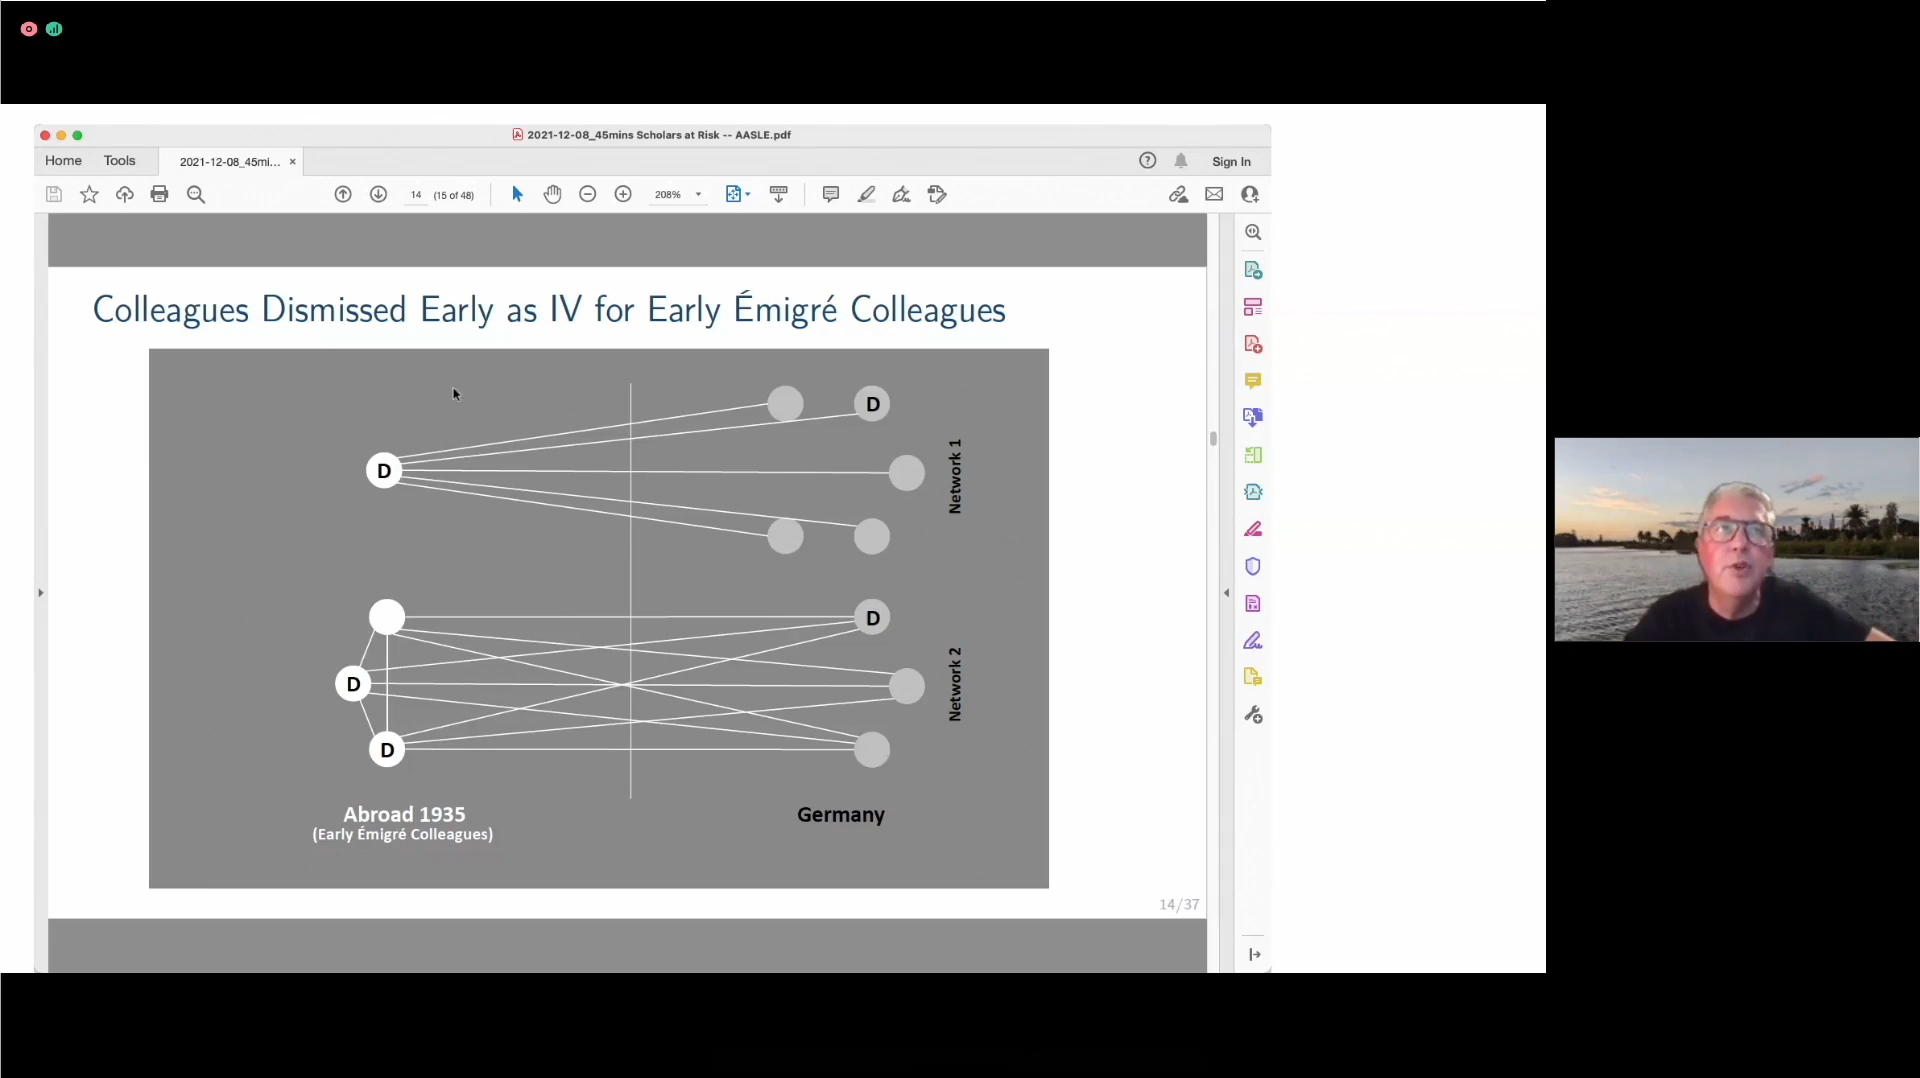 2021-12-08_45mins Scholars at Risk -- AASLE.pdf
Home Tools 2021-12-08_45mi... × Sign In
14 (15 of 48) 208%
Colleagues Dismissed Early as IV for Early Émigré Colleagues
D
D
Network 1
D
D
D
Network 2
Abroad 1935
(Early Émigré Colleagues)
Germany
14/37